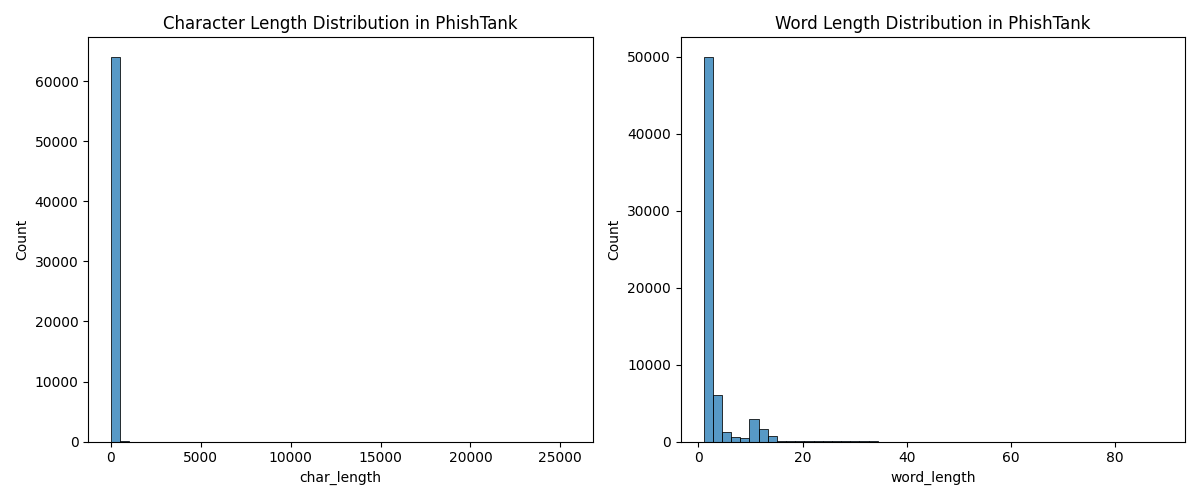 Character Length Distribution in PhishTank
60000
50000
40000
30000
20000
10000
0
Count
0 5000 10000 15000 20000 25000
char_length
Word Length Distribution in PhishTank
50000
40000
30000
20000
10000
0
Count
0 20 40 60 80
word_length